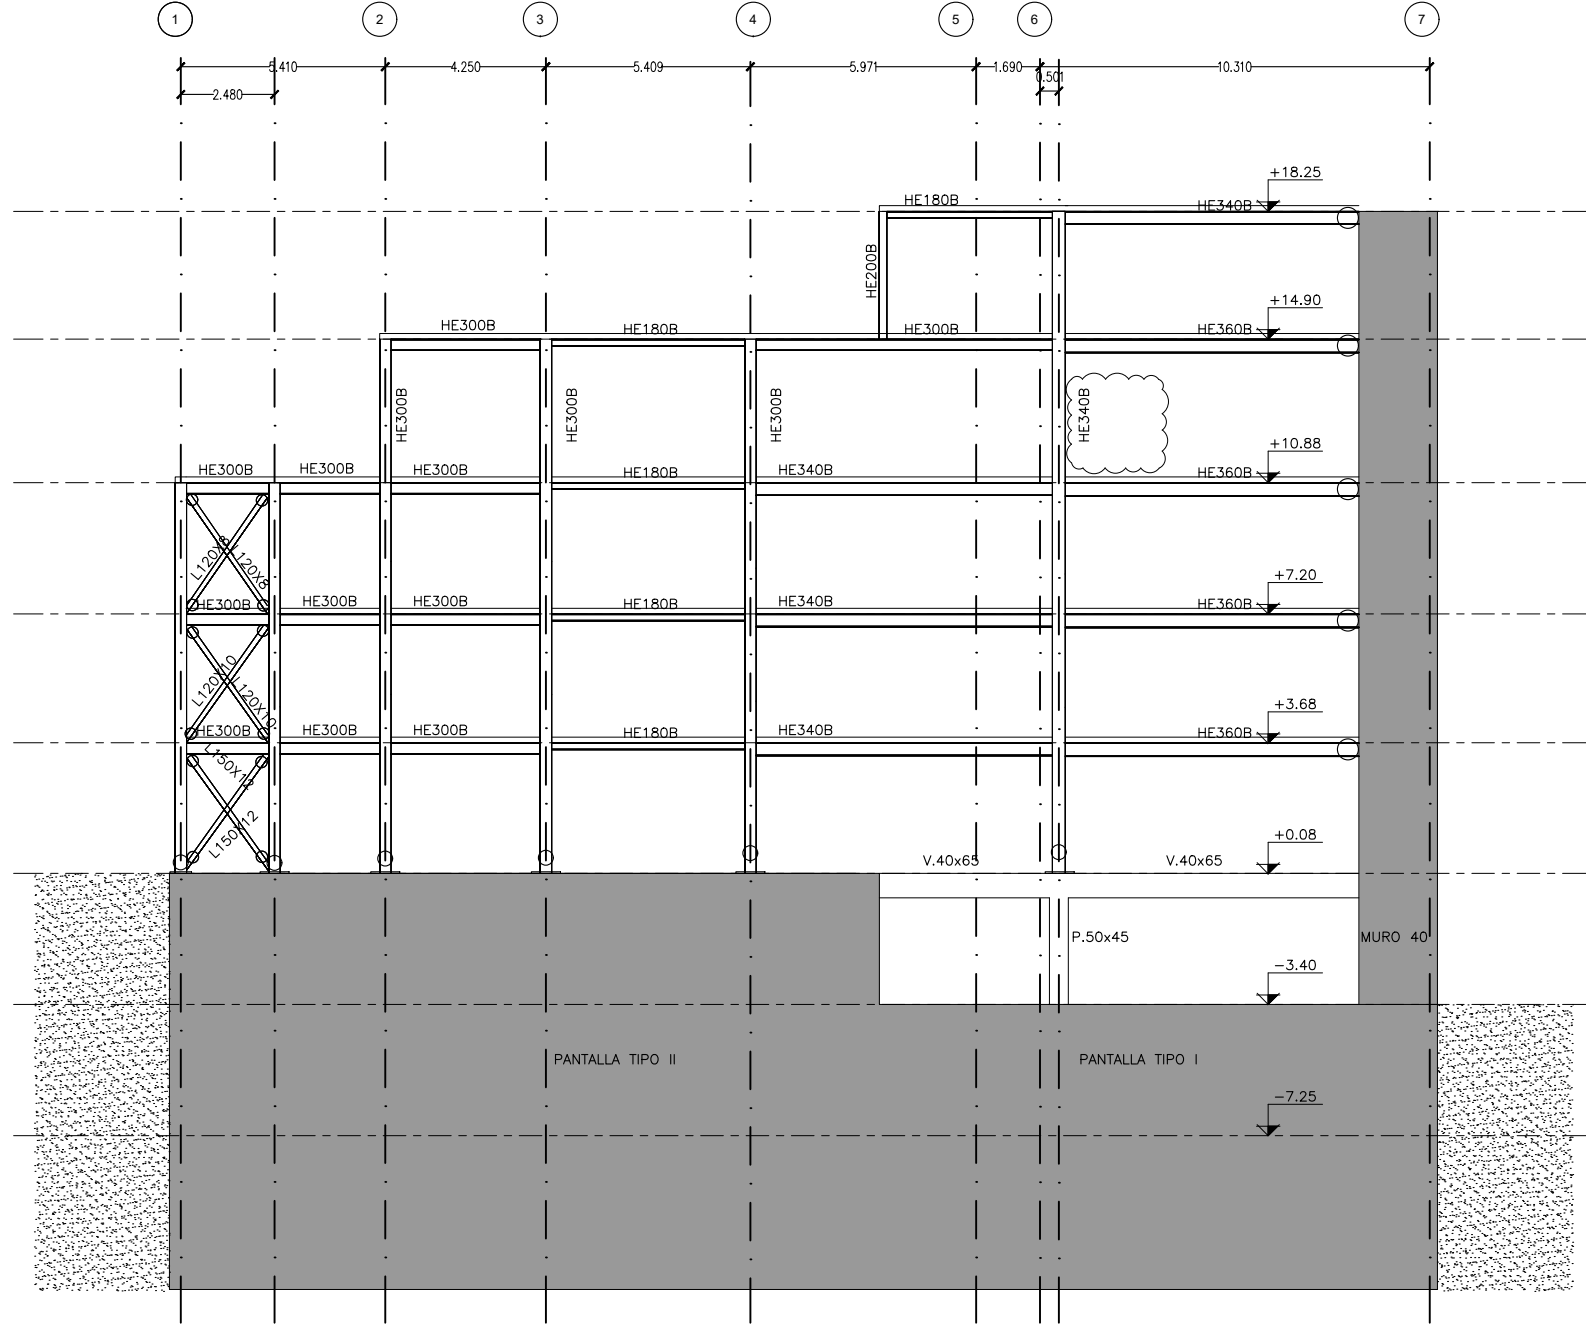 1 2 3 4 5 6 7
5.410 4.250 5.409 5.971 1.690 10.310
0.501
2.480
+18.25
HE180B HE340B
HE200B
+14.90
HE300B HE180B HE300B HE360B
HE300B HE300B HE300B HE340B
+10.88
HE300B HE300B HE300B HE180B HE340B HE360B
L120X8 L120X8
+7.20
HE300B HE300B HE300B HE180B HE340B HE360B
L120X10 L120X10
+3.68
HE300B HE300B HE300B HE180B HE340B HE360B
L150X12
L150X12
+0.08
V.40x65 V.40x65
P.50x45 MURO 40
-3.40
PANTALLA TIPO II PANTALLA TIPO I
-7.25